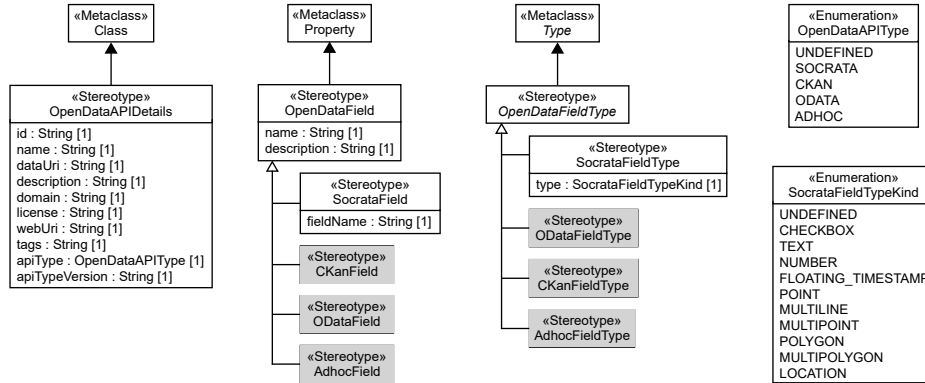 «Metaclass»
Class
«Stereotype»
OpenDataAPIDetails
id : String [1]
name : String [1]
dataUri : String [1]
description : String [1]
domain : String [1]
license : String [1]
webUri : String [1]
tags : String [1]
apiType : OpenDataAPIType [1]
apiTypeVersion : String [1]
«Metaclass»
Property
«Stereotype»
OpenDataField
name : String [1]
description : String [1]
«Stereotype»
SocrataField
fieldName : String [1]
«Stereotype»
CKanField
«Stereotype»
ODataField
«Stereotype»
AdhocField
«Metaclass»
Type
«Stereotype»
OpenDataFieldType
«Stereotype»
SocrataFieldType
type : SocrataFieldTypeKind [1]
«Stereotype»
ODataFieldType
«Stereotype»
CKanFieldType
«Stereotype»
AdhocFieldType
«Enumeration»
OpenDataAPIType
UNDEFINED
SOCRATA
CKAN
ODATA
ADHOC
«Enumeration»
SocrataFieldTypeKind
UNDEFINED
CHECKBOX
TEXT
NUMBER
FLOATING_TIMESTAMP
POINT
MULTILINE
MULTIPOINT
POLYGON
MULTIPOLYGON
LOCATION